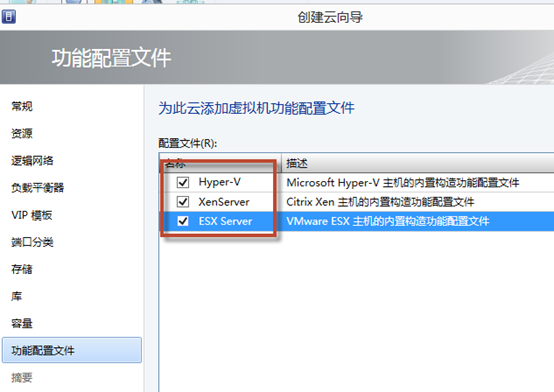 创建云向导
功能配置文件
常规
资源
逻辑网络
负载平衡器
VIP 模板
端口分类
存储
库
容量
功能配置文件
摘要
为此云添加虚拟机功能配置文件
配置文件(R):
名称 描述
Hyper-V Microsoft Hyper-V 主机的内置构造功能配置文件
XenServer Citrix Xen 主机的内置构造功能配置文件
ESX Server VMware ESX 主机的内置构造功能配置文件